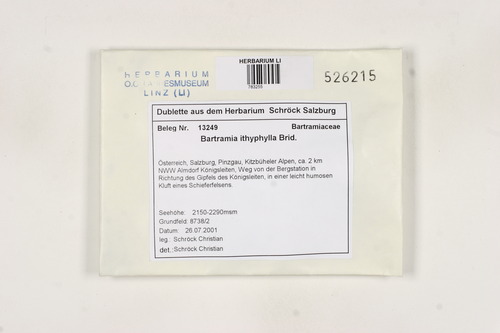 HERBARIUM LI
HERBARIUM
O.Ö. LANDESMUSEUM
LINZ (LI)
526215
Dublette aus dem Herbarium Schröck Salzburg
Beleg Nr. 13249 Bartramiaceae
Bartramia ithyphylla Brid.
Österreich, Salzburg, Pinzgau, Kitzbüheler Alpen, ca. 2 km
NWW Almdorf Königsleiten, Weg von der Bergstation in
Richtung des Gipfels des Königsleiten, in einer leicht humosen
Kluft eines Schieferfelsens.
Seehöhe: 2150-2290msm
Grundfeld: 8738/2
Datum: 26.07.2001
leg.: Schröck Christian
det.: Schröck Christian